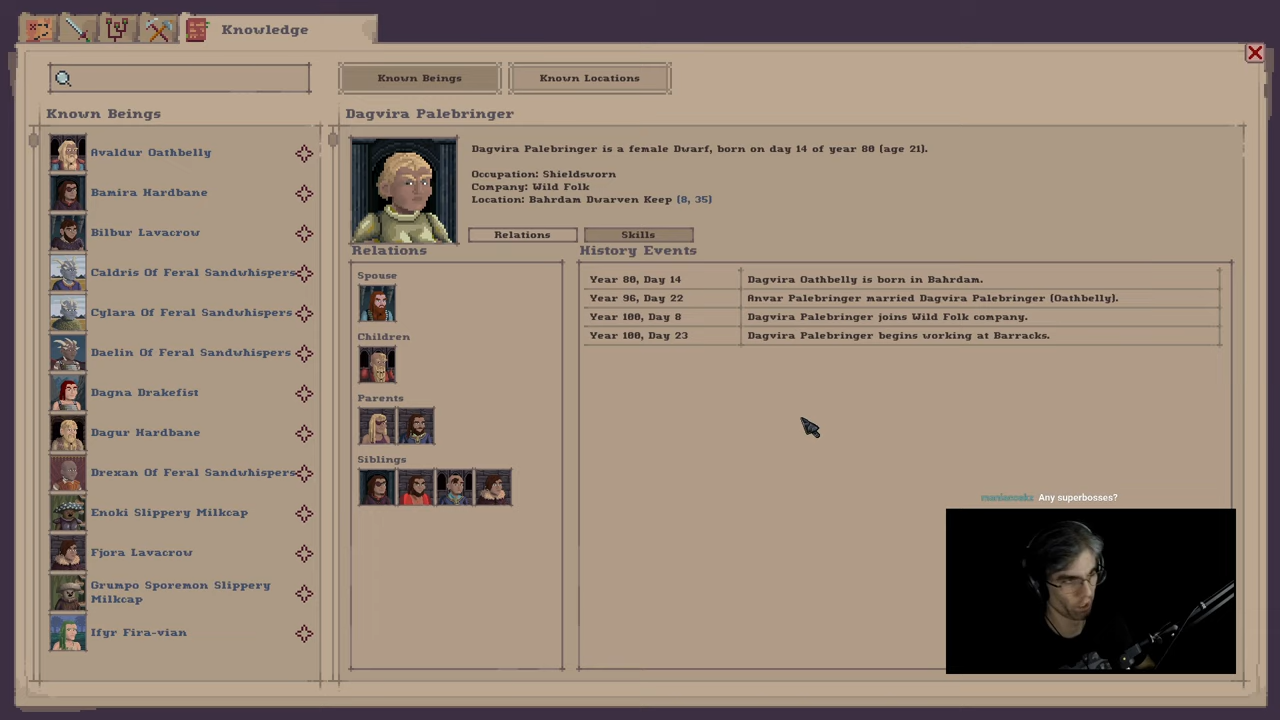 Knowledge
Known Beings
Known Locations
Known Beings
Avaldur Oathbelly
Bamira Hardbane
Bilbur Lavacrow
Caldris Of Feral Sandwhispers
Cylara Of Feral Sandwhispers
Daelin Of Feral Sandwhispers
Dagna Drakefist
Dagur Hardbane
Drexan Of Feral Sandwhispers
Enoki Slippery Milkcap
Fjora Lavacrow
Grumpo Sporemon Slippery
Milkcap
Ifyr Fira-vian
Dagvira Palebringer
Dagvira Palebringer is a female Dwarf, born on day 14 of year 80 (age 21).
Occupation: Shieldsworn
Company: Wild Folk
Location: Bahrdam Dwarven Keep (8, 35)
Relations
Skills
Relations
Spouse
Children
Parents
Siblings
History Events
Year 80, Day 14 Dagvira Oathbelly is born in Bahrdam.
Year 96, Day 22 Anvar Palebringer married Dagvira Palebringer (Oathbelly).
Year 100, Day 8 Dagvira Palebringer joins Wild Folk company.
Year 100, Day 23 Dagvira Palebringer begins working at Barracks.
Any superbosses?